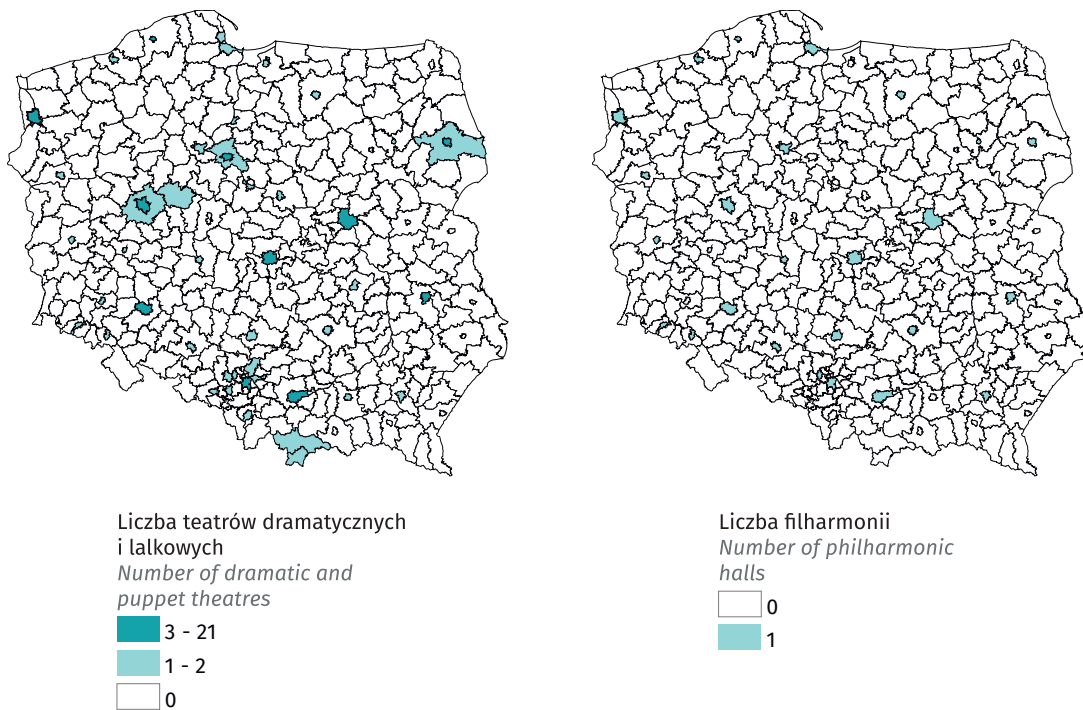 Liczba teatrów dramatycznych
i lalkowych
Number of dramatic and
puppet theatres
3 - 21
1 - 2
0
Liczba filharmonii
Number of philharmonic
halls
0
1